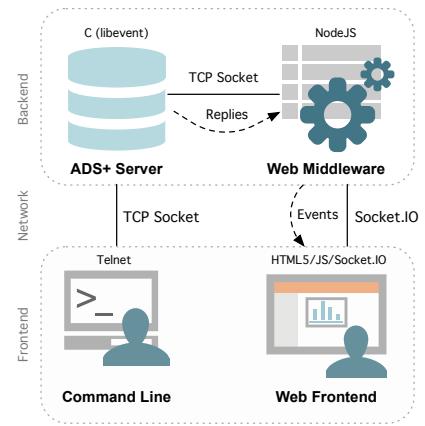 C (libevent)
NodeJS
TCP Socket
Replies
ADS+ Server
Web Middleware
Backend
TCP Socket
Events
Socket.IO
Network
Telnet
HTML5/JS/Socket.IO
>_
Command Line
Web Frontend
Frontend